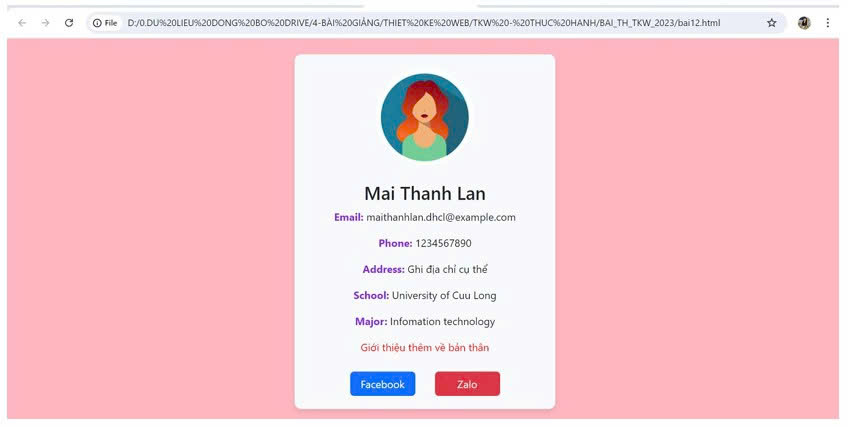 File D:/0.DU%20LIEU%20DONG%20BO%20DRIVE/4-BÀI%20GIẢNG/THIET%20KE%20WEB/TKW%20-%20THUC%20HANH/BAI_TH_TKW_2023/bai12.html
Mai Thanh Lan
Email: maithanhlan.dhcl@example.com
Phone: 1234567890
Address: Ghi địa chỉ cụ thể
School: University of Cuu Long
Major: Infomation technology
Giới thiệu thêm về bản thân
Facebook Zalo